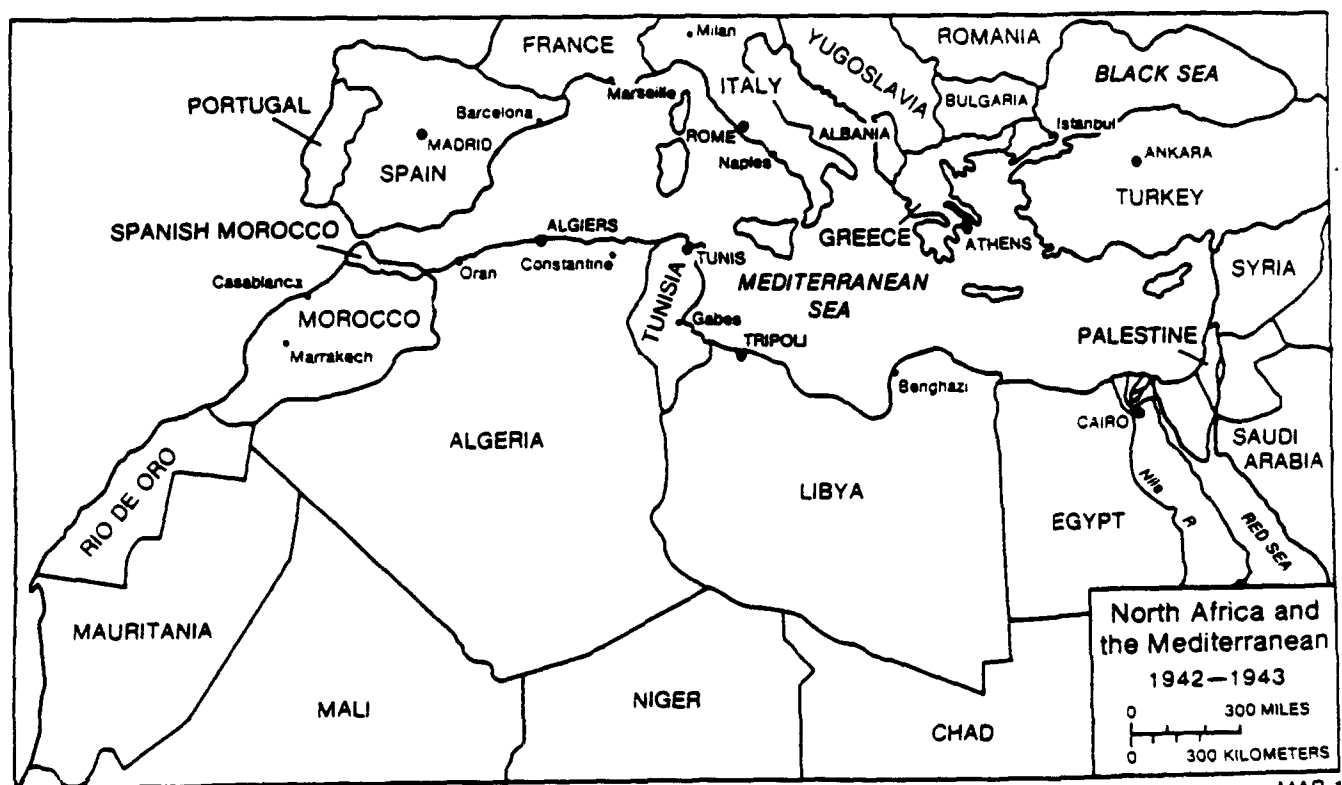 FRANCE
Milan
YUGOSLAVIA
ROMANIA
BLACK SEA
PORTUGAL
Barcelona
Marseille
ITALY
BULGARIA
Istanbul
MADRID
ROME
ALBANIA
ANKARA
SPAIN
Naples
TURKEY
SPANISH MOROCCO
ALGIERS
GREECE
ATHENS
Oran
Constantine
TUNIS
SYRIA
Casablanca
TUNISIA
MEDITERRANEAN
SEA
MOROCCO
Gabes
PALESTINE
Marrakech
TRIPOLI
Benghazi
CAIRO
ALGERIA
SAUDI
ARABIA
RIO DE ORO
LIBYA
Nile R
EGYPT
RED SEA
MAURITANIA
North Africa and
the Mediterranean
1942—1943
MALI
NIGER
CHAD
0 300 MILES
0 300 KILOMETERS